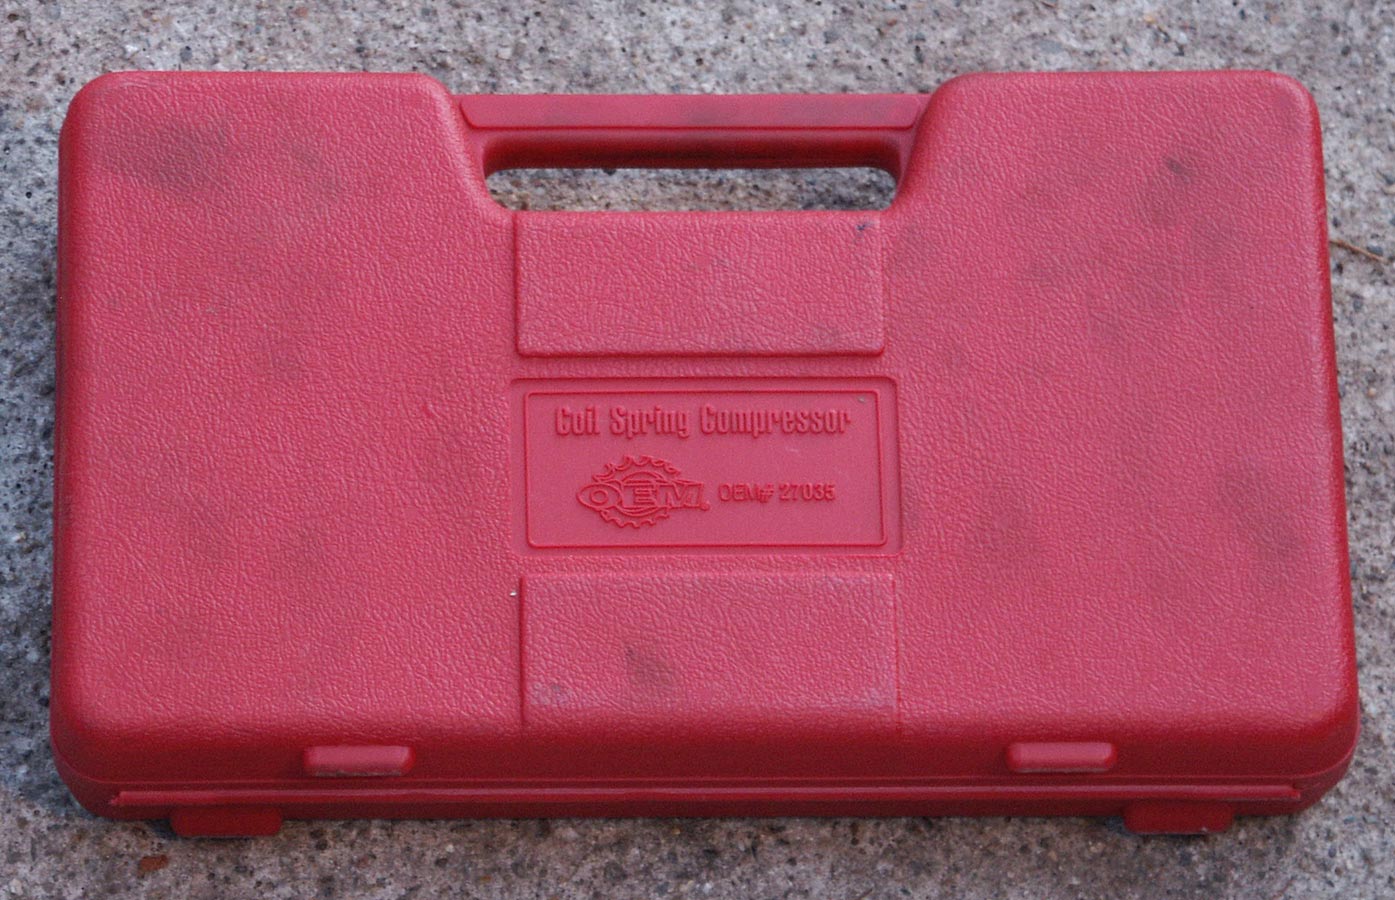 Coil Spring Compressor
OEM. OEM# 27035